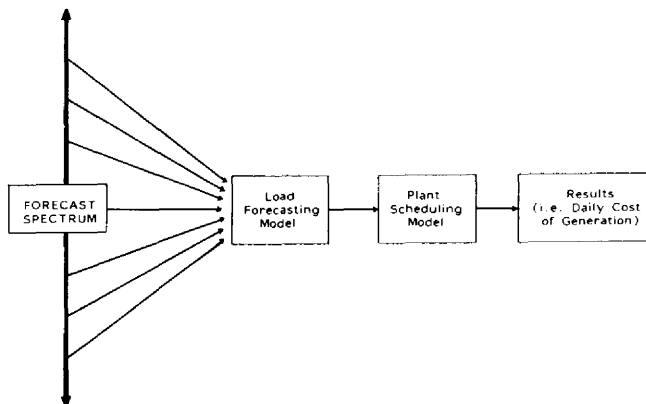 FORECAST
SPECTRUM
Load
Forecasting
Model
Plant
Scheduling
Model
Results
(i.e. Daily Cost
of Generation)